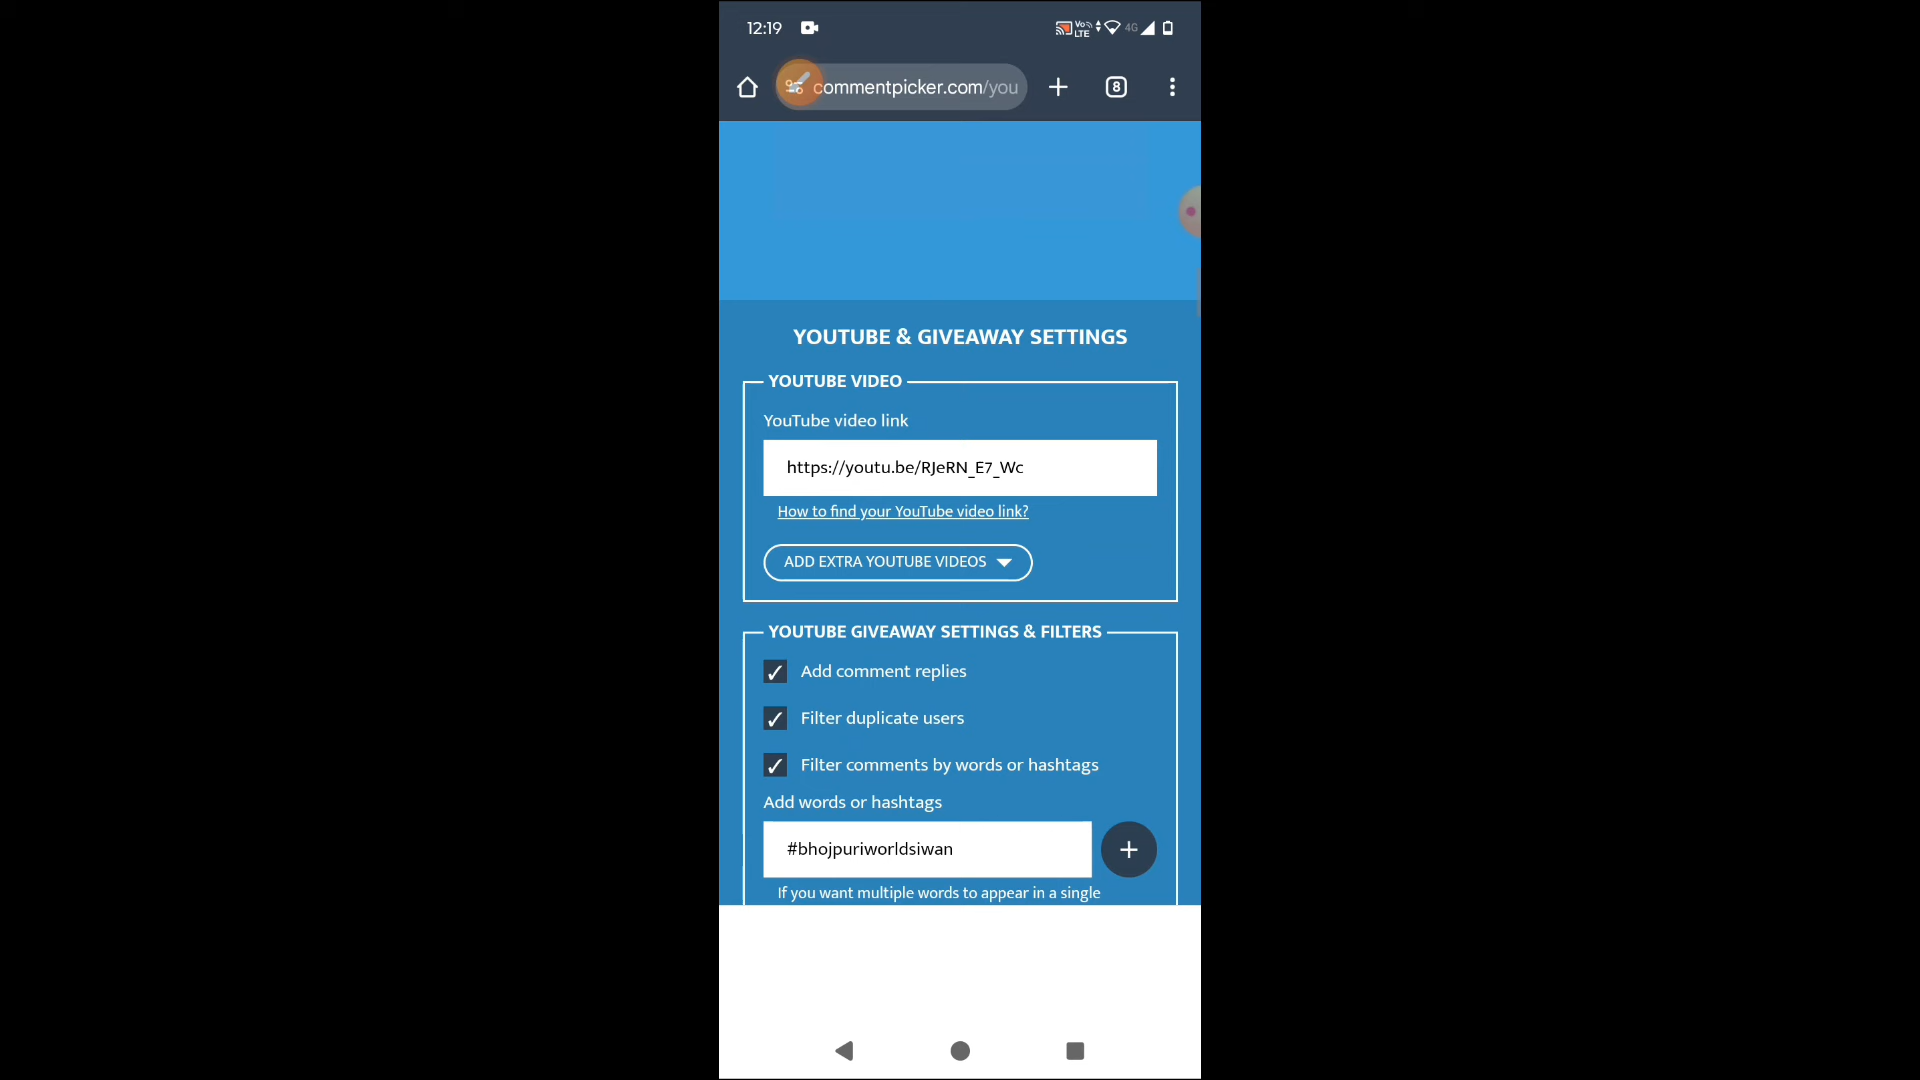 12:19 Vo LTE 4G
commentpicker.com/you 8
YOUTUBE & GIVEAWAY SETTINGS
YOUTUBE VIDEO
YouTube video link
https://youtu.be/RJeRN_E7_Wc
How to find your YouTube video link?
ADD EXTRA YOUTUBE VIDEOS
YOUTUBE GIVEAWAY SETTINGS & FILTERS
Add comment replies
Filter duplicate users
Filter comments by words or hashtags
Add words or hashtags
#bhojpuriworldsiwan
If you want multiple words to appear in a single